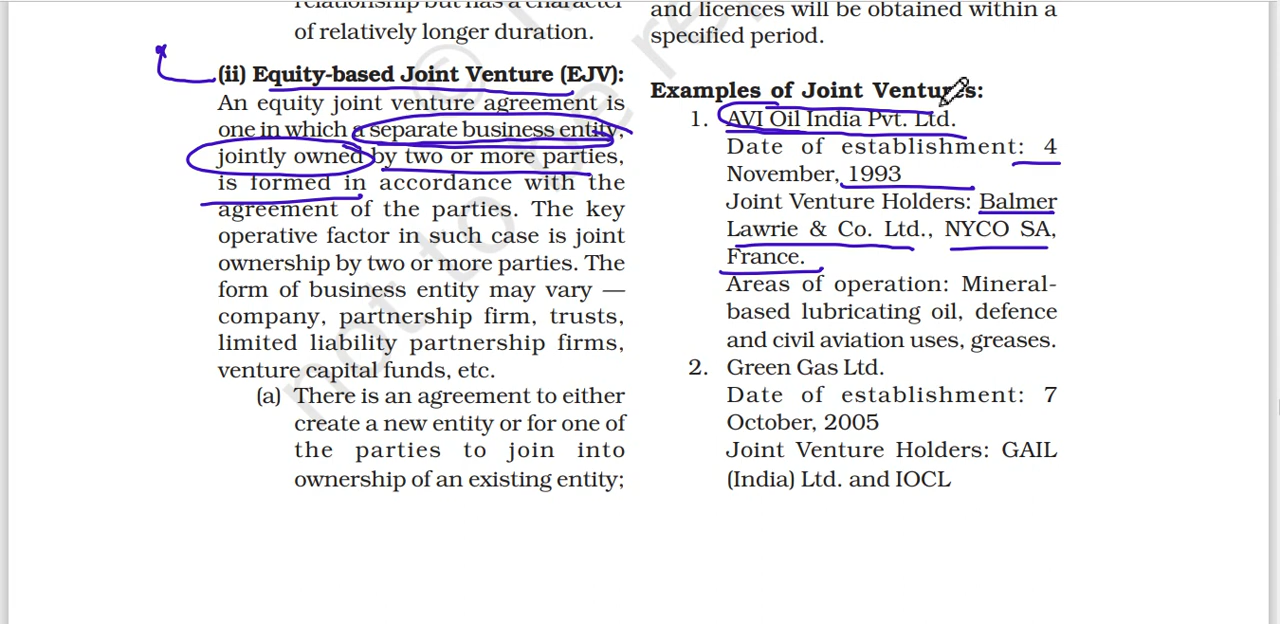 relationship but has a character
of relatively longer duration.
(ii) Equity-based Joint Venture (EJV):
An equity joint venture agreement is
one in which a separate business entity,
jointly owned by two or more parties,
is formed in accordance with the
agreement of the parties. The key
operative factor in such case is joint
ownership by two or more parties. The
form of business entity may vary —
company, partnership firm, trusts,
limited liability partnership firms,
venture capital funds, etc.
(a) There is an agreement to either
create a new entity or for one of
the parties to join into
ownership of an existing entity;
and licences will be obtained within a
specified period.
Examples of Joint Ventures:
1. AVI Oil India Pvt. Ltd.
Date of establishment: 4
November, 1993
Joint Venture Holders: Balmer
Lawrie & Co. Ltd., NYCO SA,
France.
Areas of operation: Mineral-
based lubricating oil, defence
and civil aviation uses, greases.
2. Green Gas Ltd.
Date of establishment: 7
October, 2005
Joint Venture Holders: GAIL
(India) Ltd. and IOCL
© not to be re